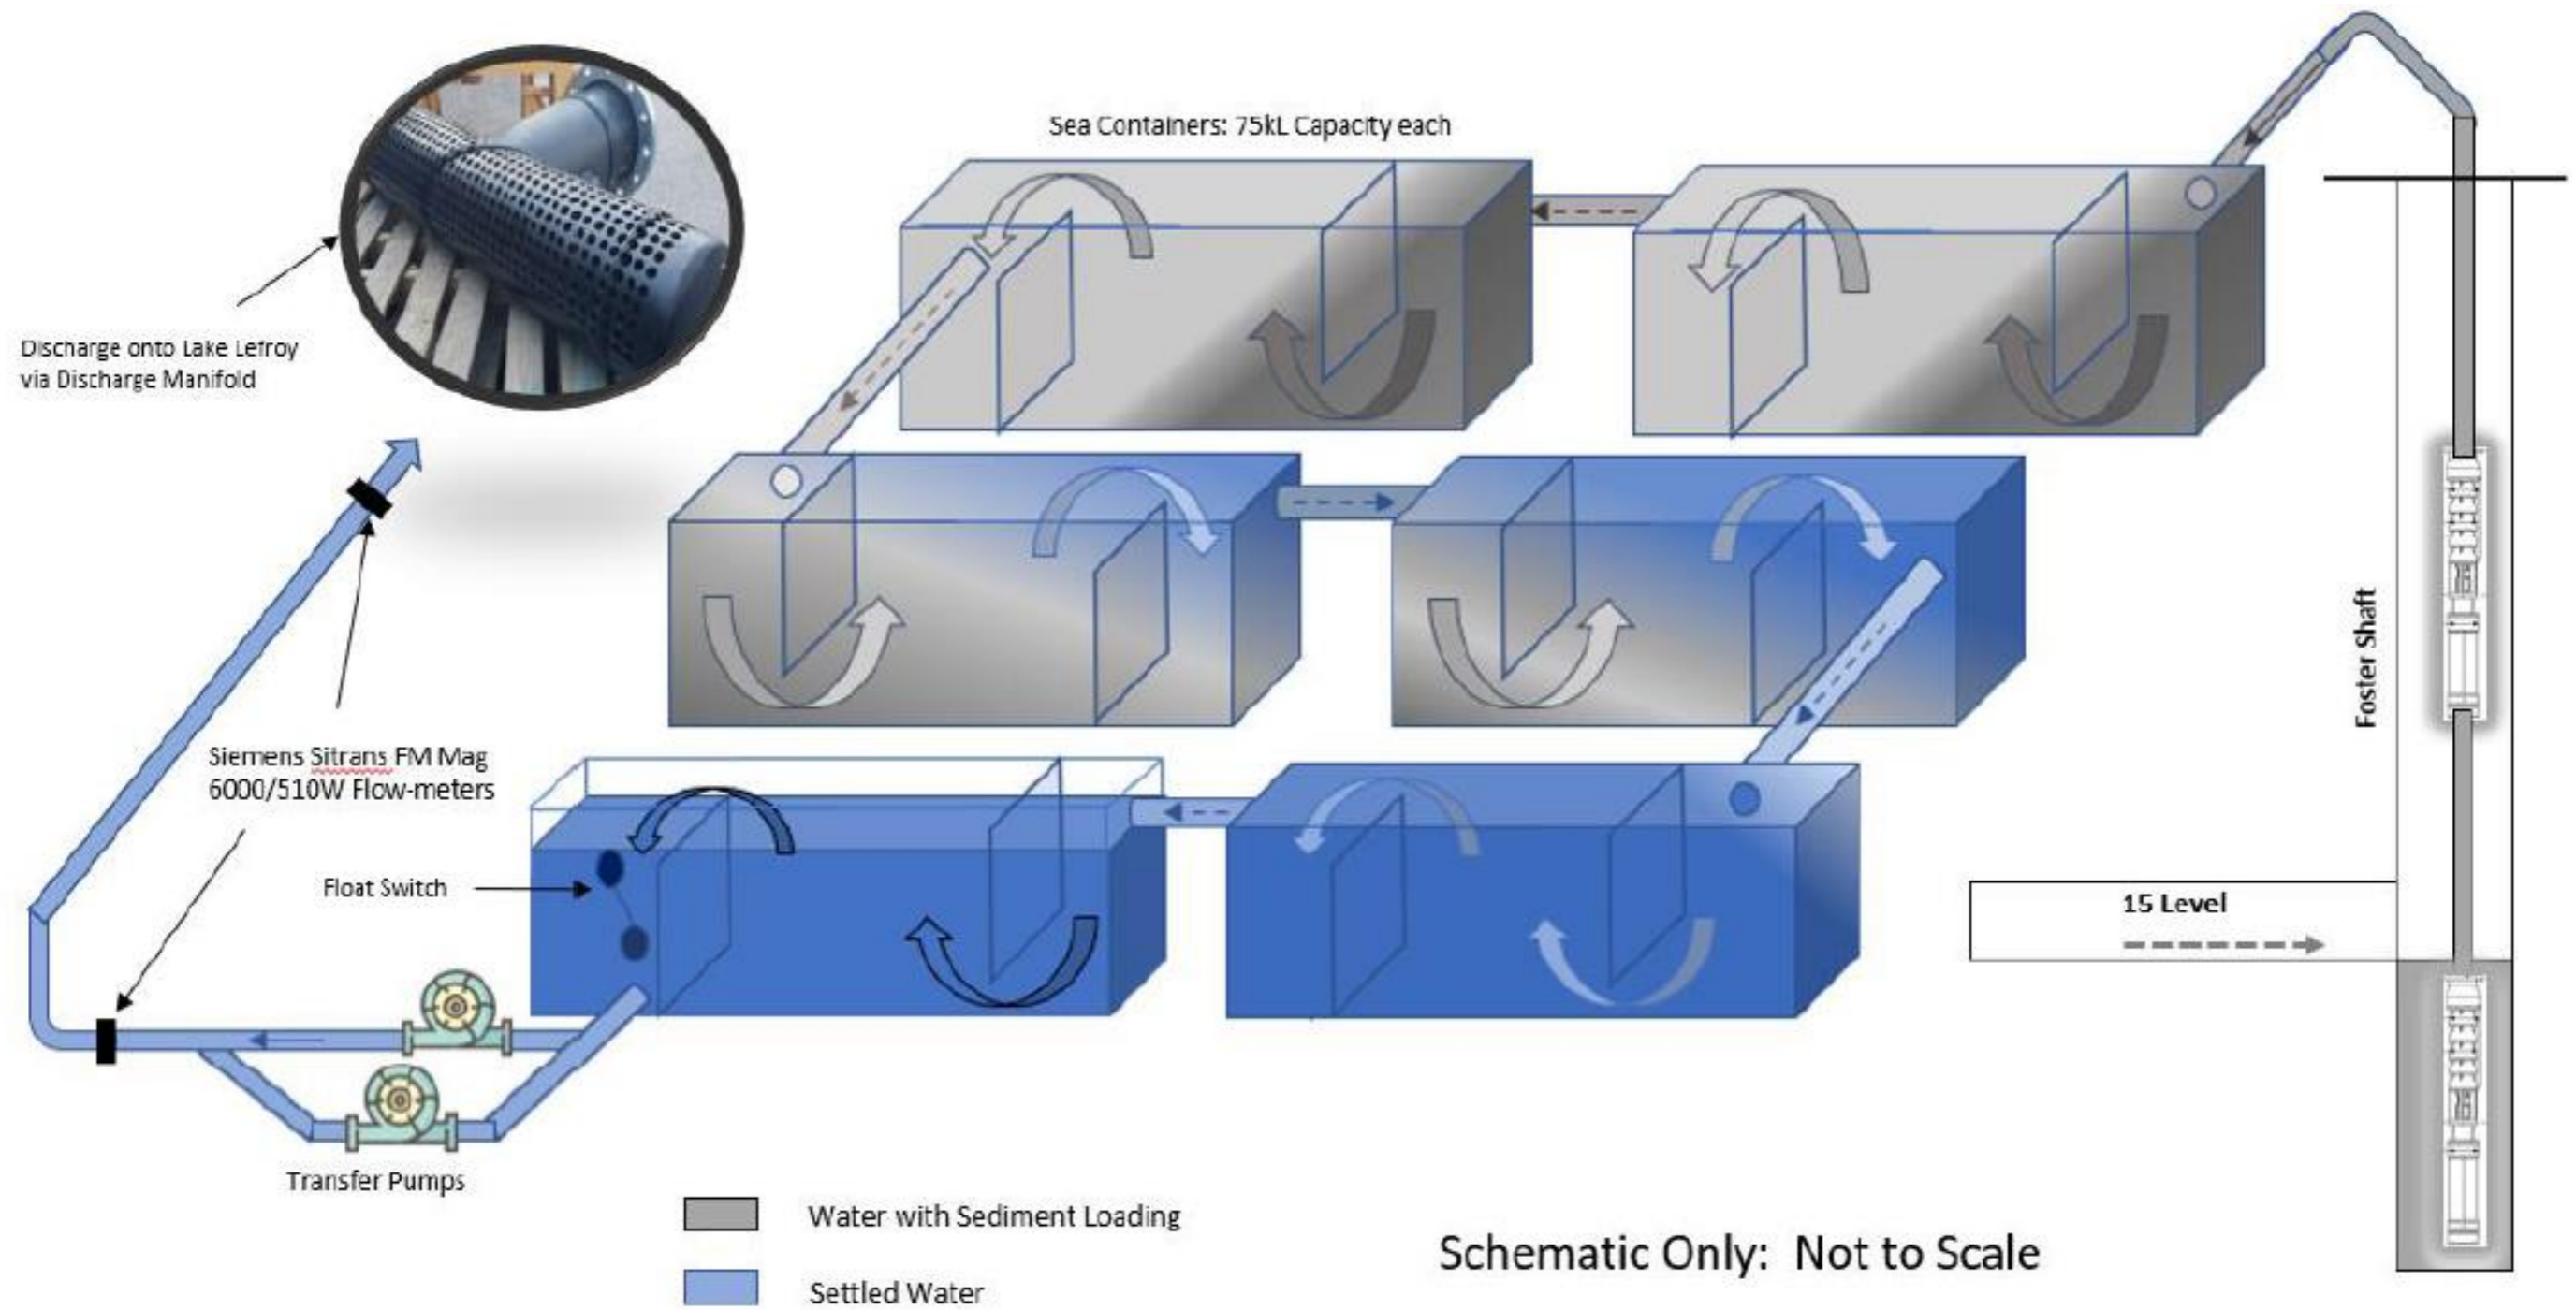 Sea Containers: 75kL Capacity each
Discharge onto Lake Lefroy
via Discharge Manifold
Foster Shaft
Siemens Sitrans FM Mag
6000/510W Flow-meters
Float Switch
15 Level
Transfer Pumps
Water with Sediment Loading
Schematic Only: Not to Scale
Settled Water